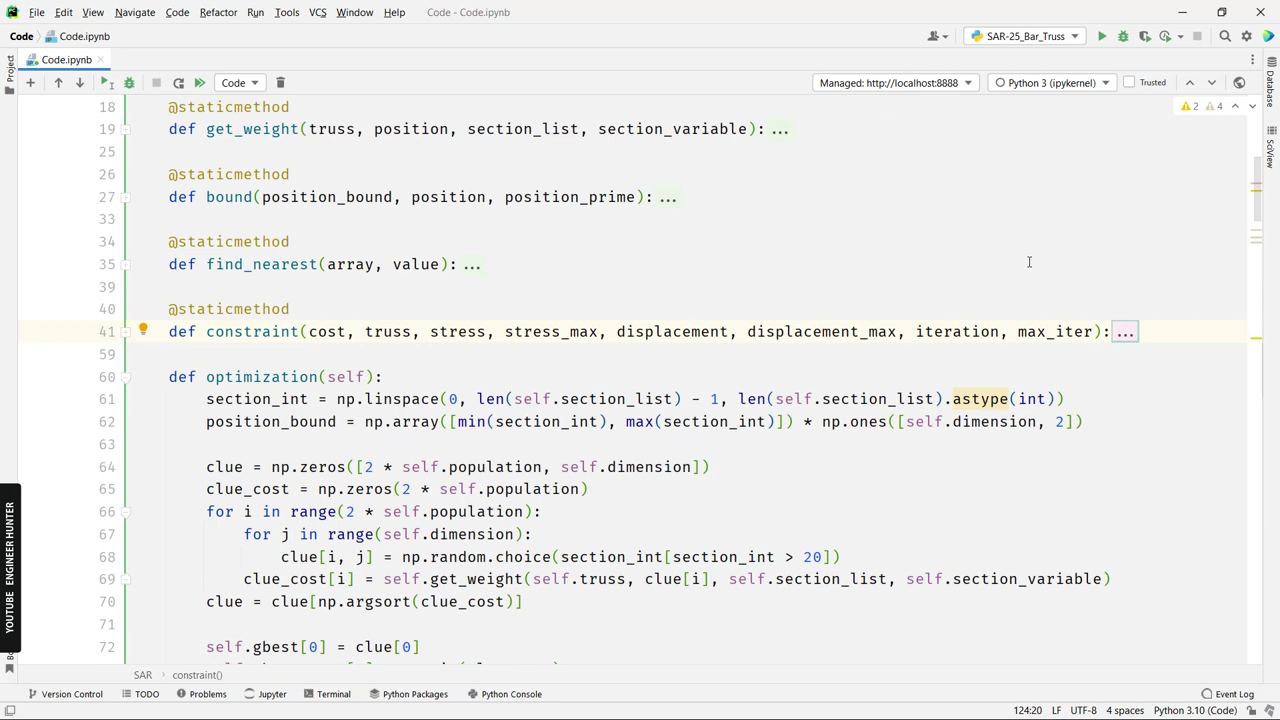 File Edit View Navigate Code Refactor Run Tools VCS Window Help Code - Code.ipynb
Code Code.ipynb SAR-25_Bar_Truss
Project Code.ipynb
Code Managed: http://localhost:8888 Python 3 (ipykernel) Trusted
Database
SciView
2 4
18 @staticmethod
19 def get_weight(truss, position, section_list, section_variable):...
25
26 @staticmethod
27 def bound(position_bound, position, position_prime):...
33
34 @staticmethod
35 def find_nearest(array, value):...
39
40 @staticmethod
41 def constraint(cost, truss, stress, stress_max, displacement, displacement_max, iteration, max_iter):...
59
60 def optimization(self):
61 section_int = np.linspace(0, len(self.section_list) - 1, len(self.section_list).astype(int))
62 position_bound = np.array([min(section_int), max(section_int)]) * np.ones([self.dimension, 2])
63
64 clue = np.zeros([2 * self.population, self.dimension])
65 clue_cost = np.zeros(2 * self.population)
66 for i in range(2 * self.population):
67 for j in range(self.dimension):
68 clue[i, j] = np.random.choice(section_int[section_int > 20])
69 clue_cost[i] = self.get_weight(self.truss, clue[i], self.section_list, self.section_variable)
70 clue = clue[np.argsort(clue_cost)]
71
72 self.gbest[0] = clue[0]
YOUTUBE ENGINEER HUNTER
SAR constraint()
Version Control TODO Problems Jupyter Terminal Python Packages Python Console Event Log
124:20 LF UTF-8 4 spaces Python 3.10 (Code)